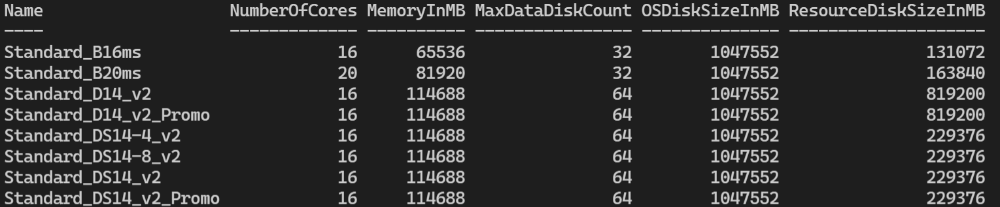 Name NumberOfCores MemoryInMB MaxDataDiskCount OSDiskSizeInMB ResourceDiskSizeInMB
---- ------------- ---------- ---------------- -------------- --------------------
Standard_B16ms 16 65536 32 1047552 131072
Standard_B20ms 20 81920 32 1047552 163840
Standard_D14_v2 16 114688 64 1047552 819200
Standard_D14_v2_Promo 16 114688 64 1047552 819200
Standard_DS14-4_v2 16 114688 64 1047552 229376
Standard_DS14-8_v2 16 114688 64 1047552 229376
Standard_DS14_v2 16 114688 64 1047552 229376
Standard_DS14_v2_Promo 16 114688 64 1047552 229376